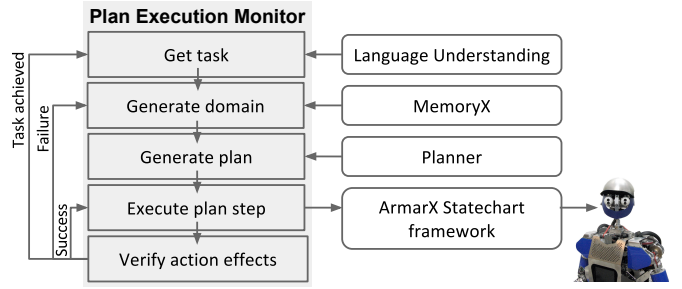 Plan Execution Monitor
Get task
Language Understanding
Generate domain
MemoryX
Generate plan
Planner
Execute plan step
ArmarX Statechart
framework
Verify action effects
Task achieved
Failure
Success